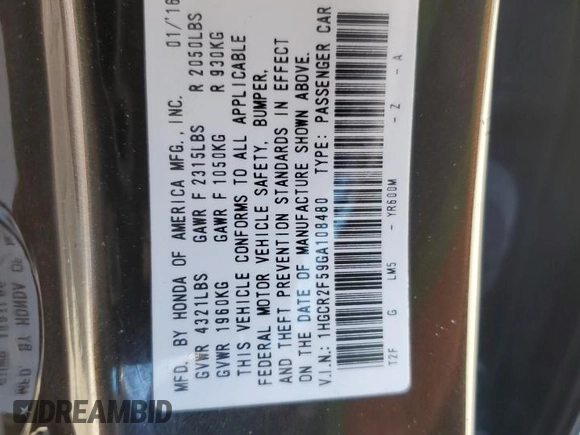 MFD. BY HONDA OF AMERICA MFG., INC. 01/'16
GVWR 4321LBS GAWR F 2315LBS R 2050LBS
GVWR 1960KG GAWR F 1050KG R 930KG
THIS VEHICLE CONFORMS TO ALL APPLICABLE
FEDERAL MOTOR VEHICLE SAFETY, BUMPER,
AND THEFT PREVENTION STANDARDS IN EFFECT
ON THE DATE OF MANUFACTURE SHOWN ABOVE.
V.I.N.: 1HGCR2F59GA108480 TYPE: PASSENGER CAR
T2F G LM5 - YR600M - Z - A
DREAMBID